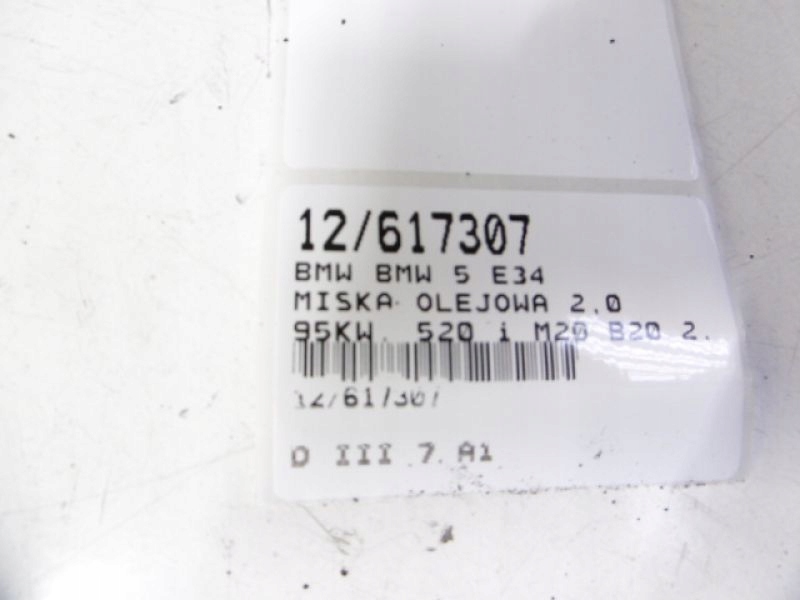 12/617307
BMW BMW 5 E34
MISKA OLEJOWA 2.0
95KW. 520 i M20 B20 2.
12/617307
D III 7 A1